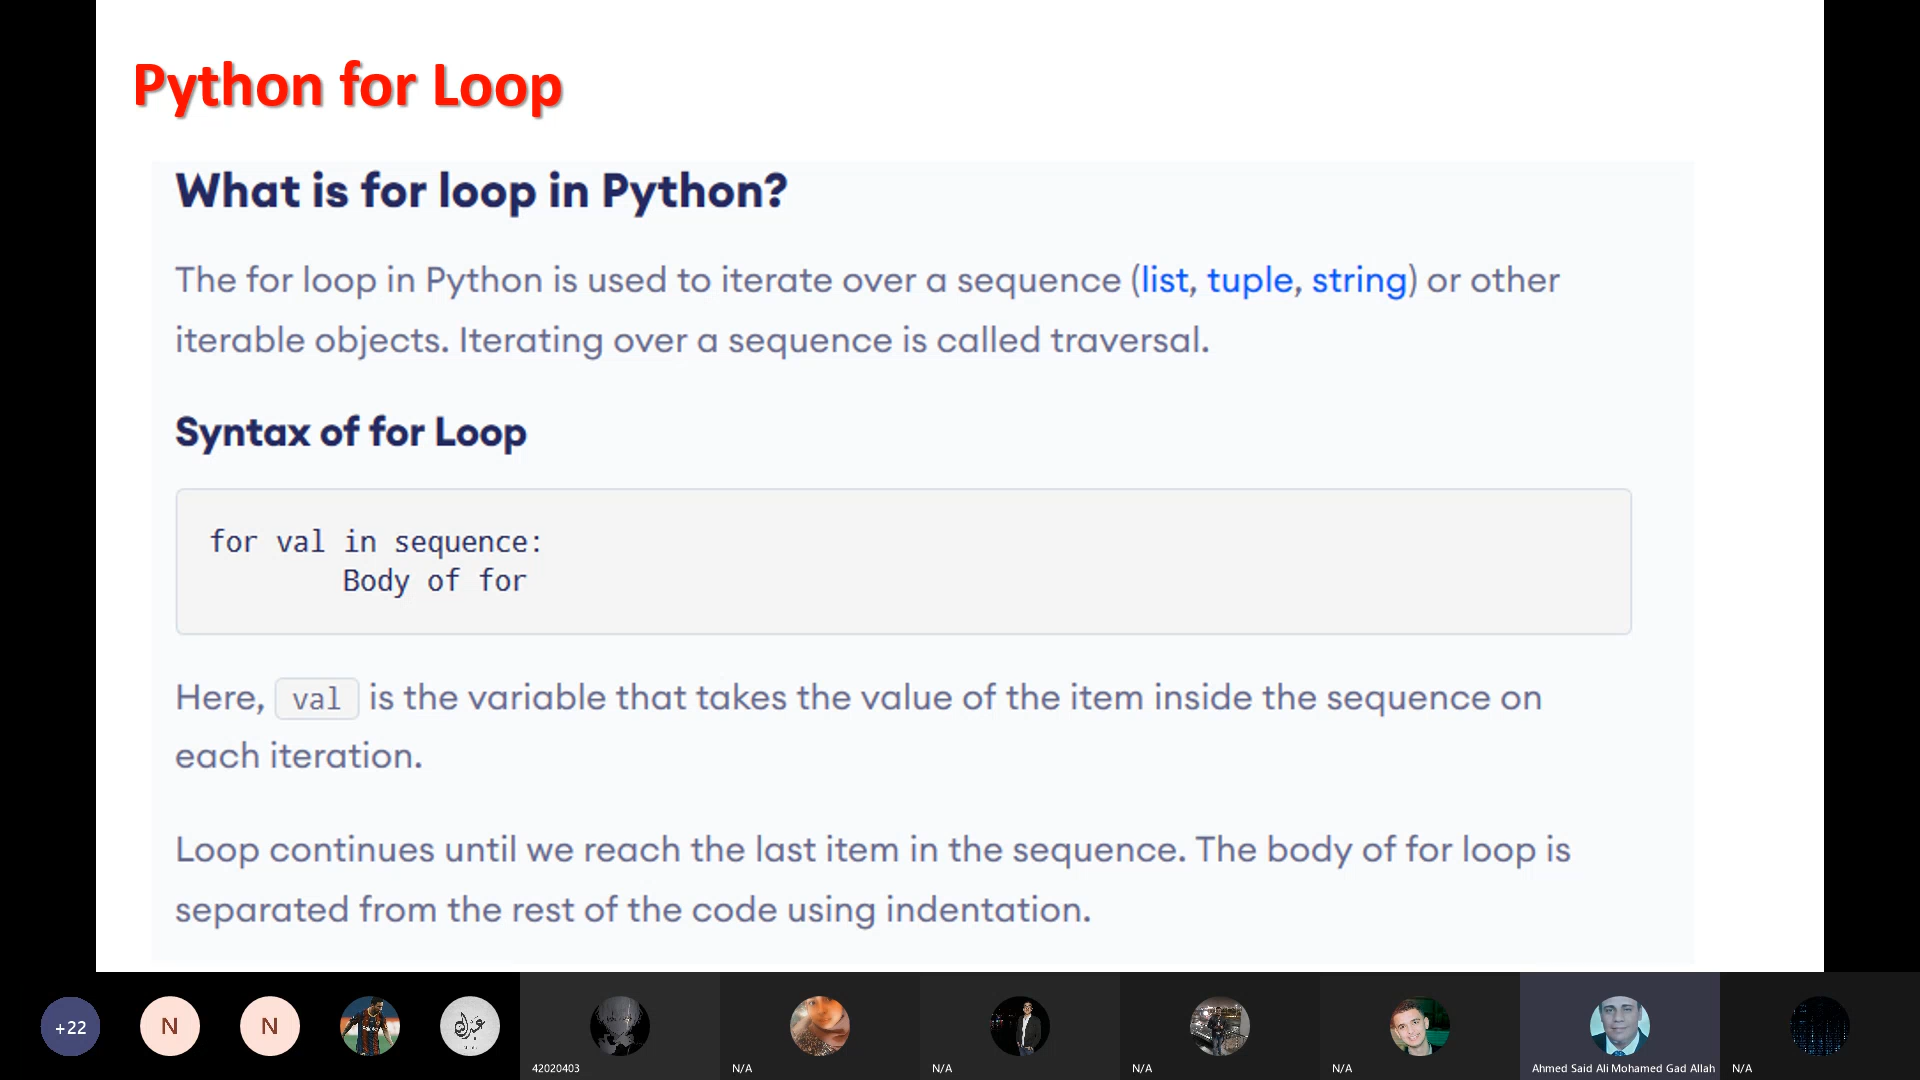 Python for Loop
What is for loop in Python?
The for loop in Python is used to iterate over a sequence (list, tuple, string) or other
iterable objects. Iterating over a sequence is called traversal.
Syntax of for Loop
for val in sequence:
Body of for
Here, val is the variable that takes the value of the item inside the sequence on
each iteration.
Loop continues until we reach the last item in the sequence. The body of for loop is
separated from the rest of the code using indentation.
+22
N
N
42020403
N/A
N/A
N/A
N/A
Ahmed Said Ali Mohamed Gad Allah
N/A